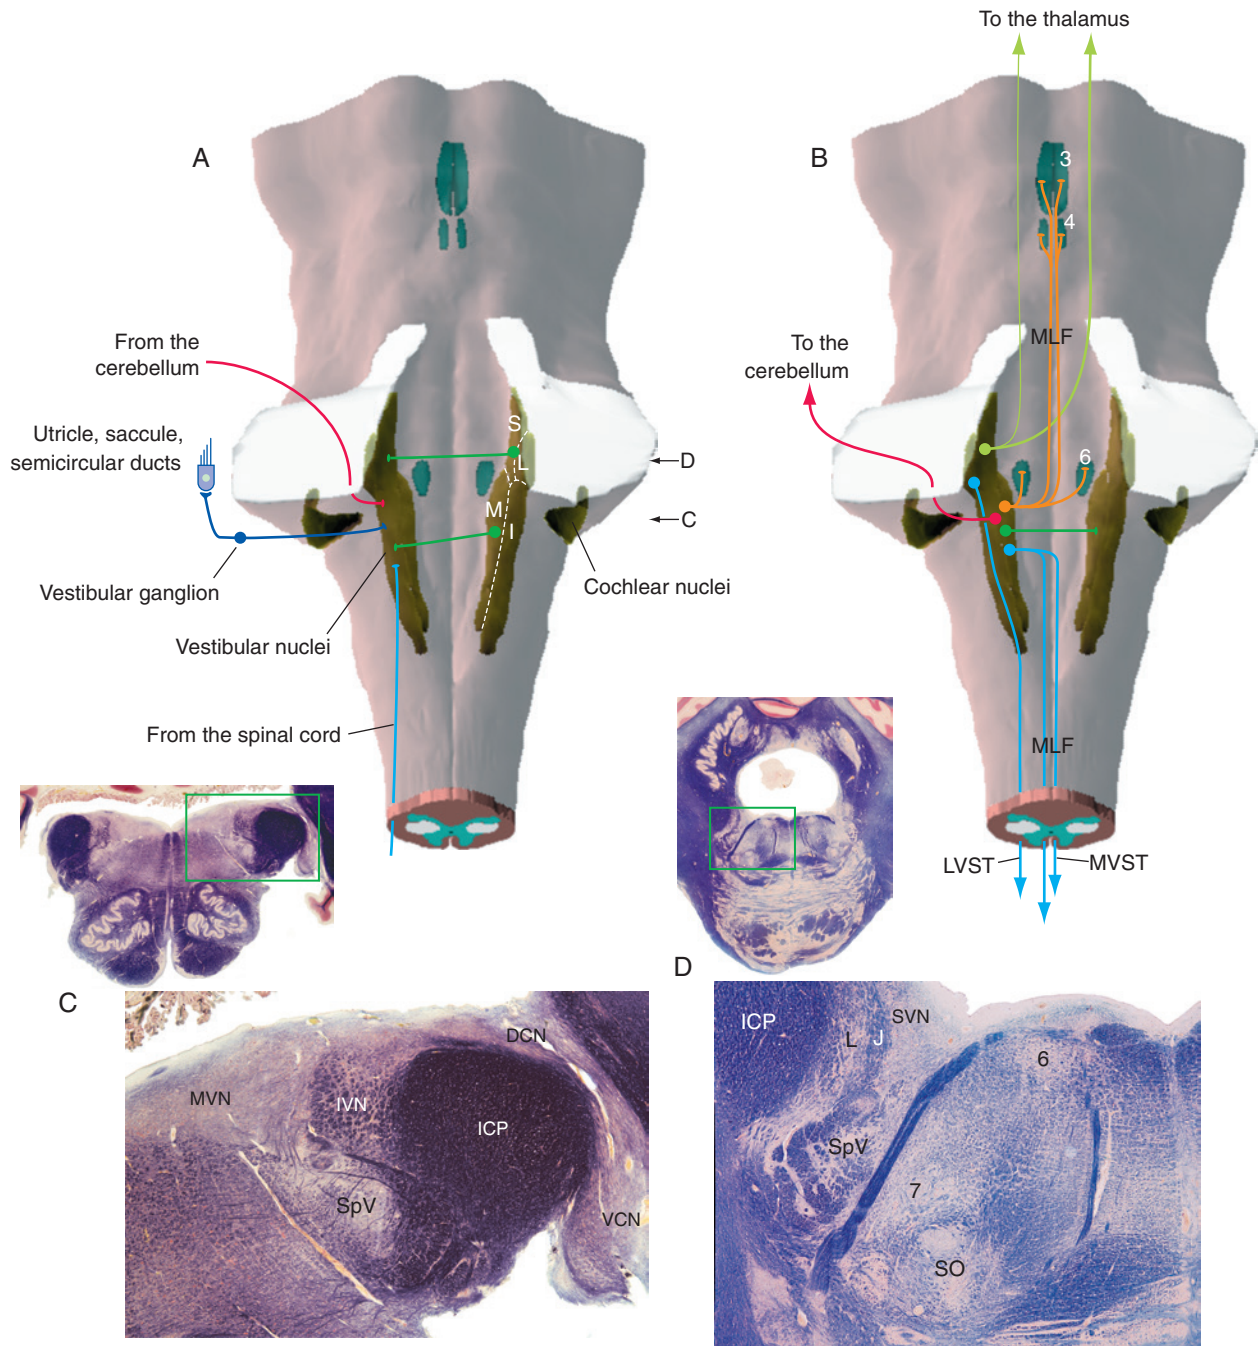 A
From the
cerebellum
Utricle, saccule,
semicircular ducts
Vestibular ganglion
Vestibular nuclei
From the spinal cord
S
L
M
I
D
C
Cochlear nuclei
To the thalamus
B
3
4
MLF
To the
cerebellum
6
MLF
LVST
MVST
C
MVN
IVN
DCN
ICP
SpV
VCN
D
ICP
L
J
SVN
6
SpV
7
SO